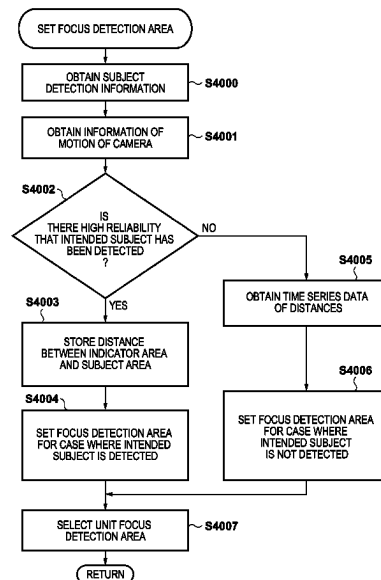 SET FOCUS DETECTION AREA
OBTAIN SUBJECT
DETECTION INFORMATION
S4000
OBTAIN INFORMATION OF
MOTION OF CAMERA
S4001
S4002
IS
THERE HIGH RELIABILITY
THAT INTENDED SUBJECT HAS
BEEN DETECTED
?
NO
YES
S4003
STORE DISTANCE
BETWEEN INDICATOR AREA
AND SUBJECT AREA
S4005
OBTAIN TIME SERIES DATA
OF DISTANCES
S4004
SET FOCUS DETECTION AREA
FOR CASE WHERE INTENDED
SUBJECT IS DETECTED
S4006
SET FOCUS DETECTION AREA
FOR CASE WHERE
INTENDED SUBJECT
IS NOT DETECTED
SELECT UNIT FOCUS
DETECTION AREA
S4007
RETURN